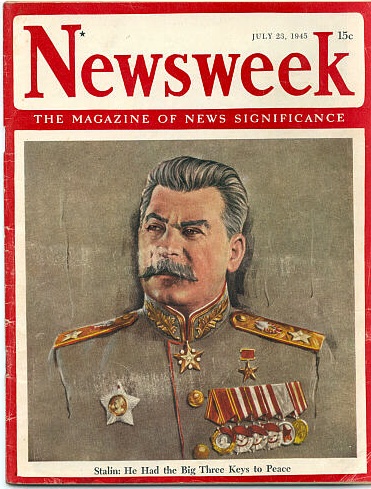 JULY 23, 1945 15c
Newsweek
THE MAGAZINE OF NEWS SIGNIFICANCE
Stalin: He Had the Big Three Keys to Peace